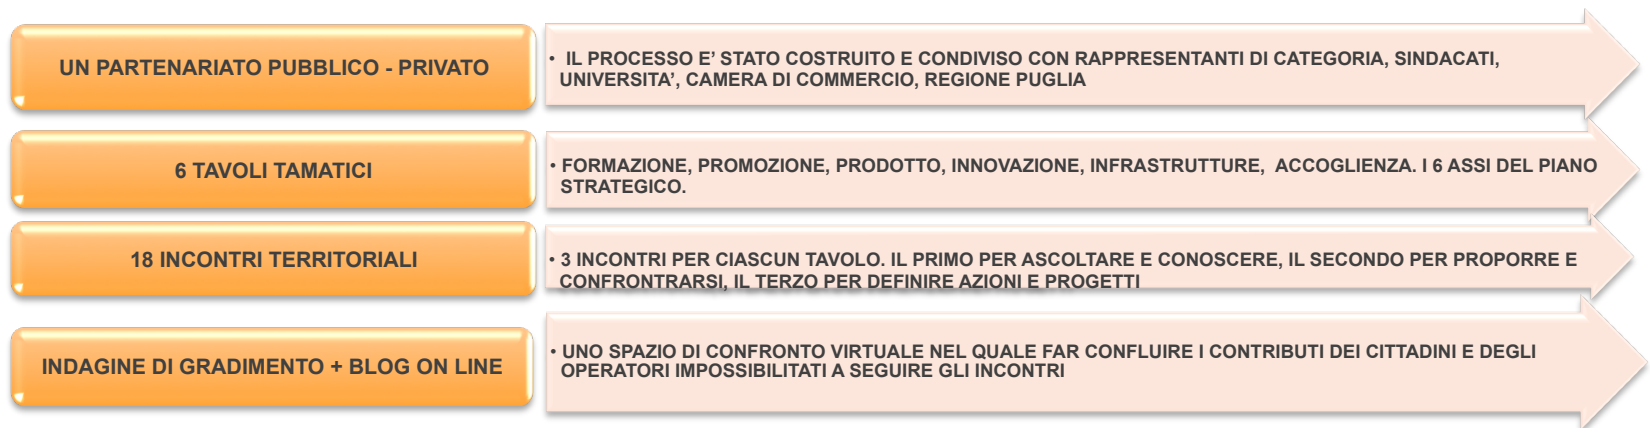 UN PARTENARIATO PUBBLICO - PRIVATO
• IL PROCESSO E’ STATO COSTRUITO E CONDIVISO CON RAPPRESENTANTI DI CATEGORIA, SINDACATI,
UNIVERSITA’, CAMERA DI COMMERCIO, REGIONE PUGLIA
6 TAVOLI TAMATICI
• FORMAZIONE, PROMOZIONE, PRODOTTO, INNOVAZIONE, INFRASTRUTTURE, ACCOGLIENZA. I 6 ASSI DEL PIANO
STRATEGICO.
18 INCONTRI TERRITORIALI
• 3 INCONTRI PER CIASCUN TAVOLO. IL PRIMO PER ASCOLTARE E CONOSCERE, IL SECONDO PER PROPORRE E
CONFRONTRARSI, IL TERZO PER DEFINIRE AZIONI E PROGETTI
INDAGINE DI GRADIMENTO + BLOG ON LINE
• UNO SPAZIO DI CONFRONTO VIRTUALE NEL QUALE FAR CONFLUIRE I CONTRIBUTI DEI CITTADINI E DEGLI
OPERATORI IMPOSSIBILITATI A SEGUIRE GLI INCONTRI